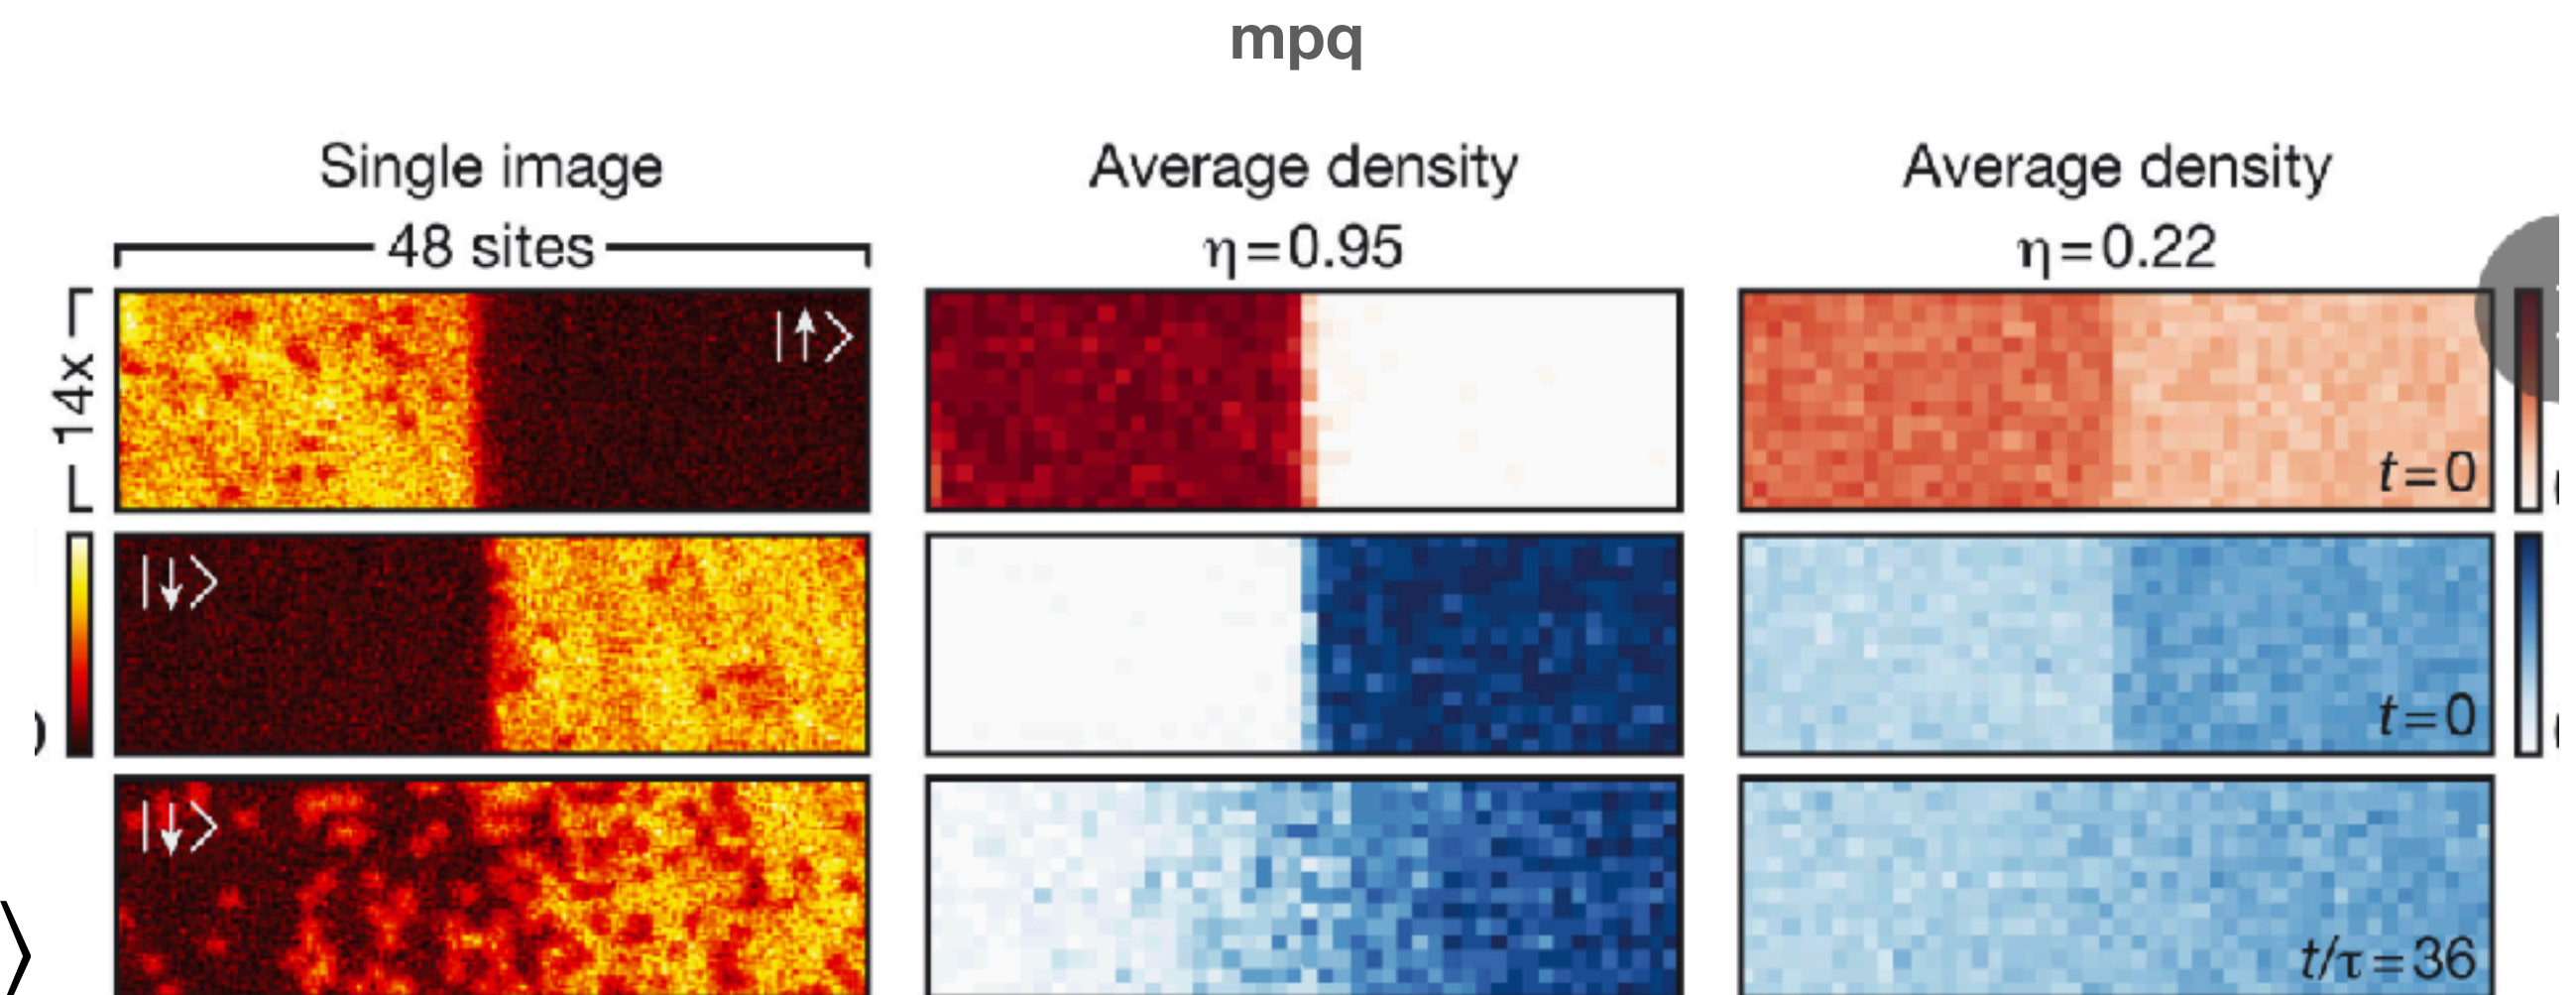 mpq
Single image
Average density
Average density
48 sites
η=0.95
η=0.22
14x
|↑⟩
t=0
|↓⟩
t=0
|↓⟩
t/τ=36